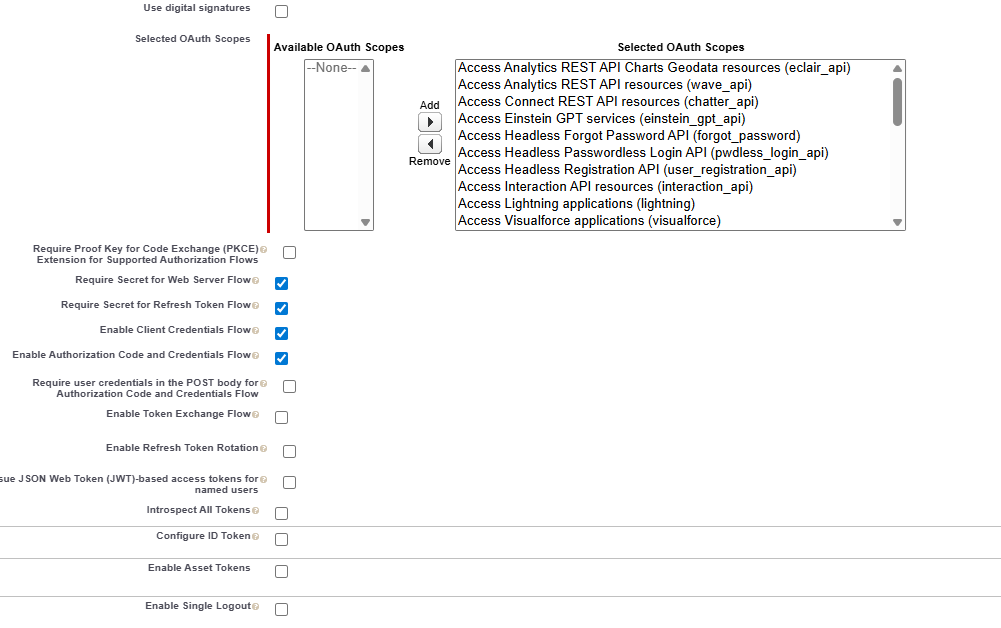 Use digital signatures
Selected OAuth Scopes
Available OAuth Scopes
Selected OAuth Scopes
--None--
Add
Remove
Access Analytics REST API Charts Geodata resources (eclair_api)
Access Analytics REST API resources (wave_api)
Access Connect REST API resources (chatter_api)
Access Einstein GPT services (einstein_gpt_api)
Access Headless Forgot Password API (forgot_password)
Access Headless Passwordless Login API (pwdless_login_api)
Access Headless Registration API (user_registration_api)
Access Interaction API resources (interaction_api)
Access Lightning applications (lightning)
Access Visualforce applications (visualforce)
Require Proof Key for Code Exchange (PKCE)
Extension for Supported Authorization Flows
Require Secret for Web Server Flow
Require Secret for Refresh Token Flow
Enable Client Credentials Flow
Enable Authorization Code and Credentials Flow
Require user credentials in the POST body for
Authorization Code and Credentials Flow
Enable Token Exchange Flow
Enable Refresh Token Rotation
sue JSON Web Token (JWT)-based access tokens for
named users
Introspect All Tokens
Configure ID Token
Enable Asset Tokens
Enable Single Logout